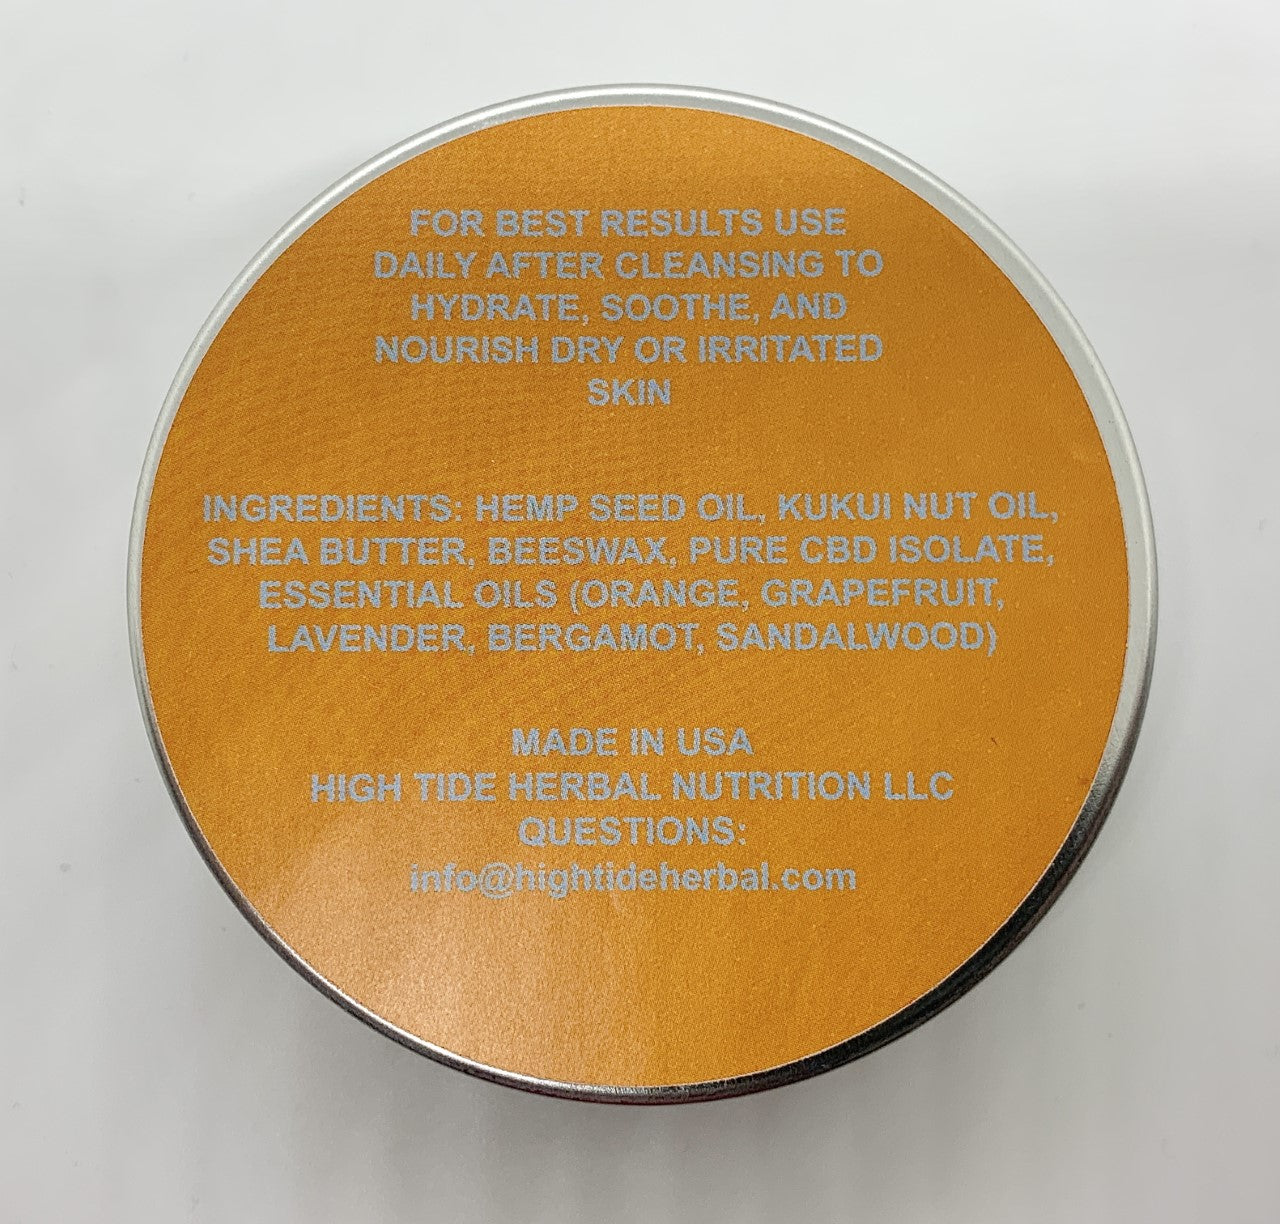 FOR BEST RESULTS USE
DAILY AFTER CLEANSING TO
HYDRATE, SOOTHE, AND
NOURISH DRY OR IRRITATED
SKIN
INGREDIENTS: HEMP SEED OIL, KUKUI NUT OIL,
SHEA BUTTER, BEESWAX, PURE CBD ISOLATE,
ESSENTIAL OILS (ORANGE, GRAPEFRUIT,
LAVENDER, BERGAMOT, SANDALWOOD)
MADE IN USA
HIGH TIDE HERBAL NUTRITION LLC
QUESTIONS:
info@hightideherbal.com